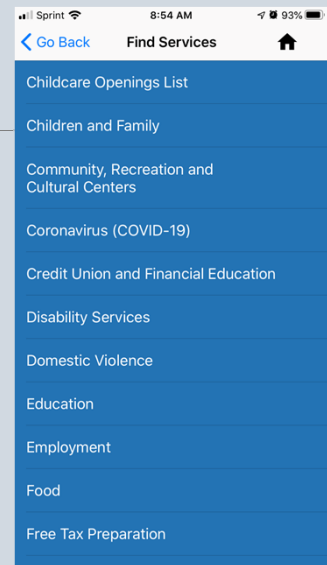 Sprint 8:54 AM 93%
Go Back Find Services
Childcare Openings List
Children and Family
Community, Recreation and
Cultural Centers
Coronavirus (COVID-19)
Credit Union and Financial Education
Disability Services
Domestic Violence
Education
Employment
Food
Free Tax Preparation